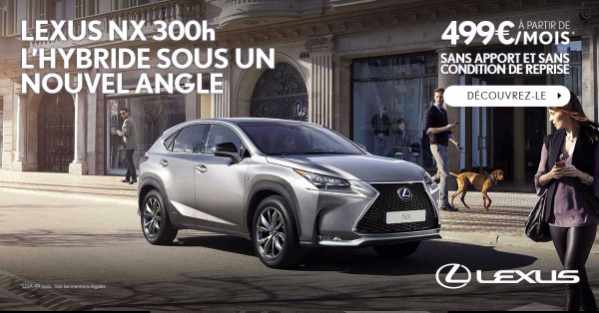 LEXUS NX 300h
L'HYBRIDE SOUS UN
NOUVEL ANGLE
À PARTIR DE
499€/MOIS*
SANS APPORT ET SANS
CONDITION DE REPRISE
DÉCOUVREZ-LE
LEXUS